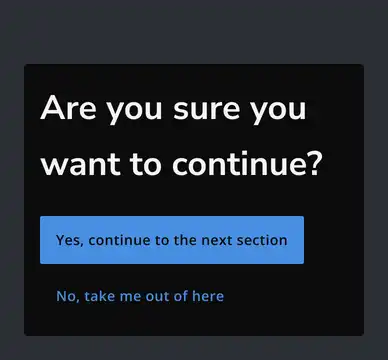 Are you sure you
want to continue?
Yes, continue to the next section
No, take me out of here